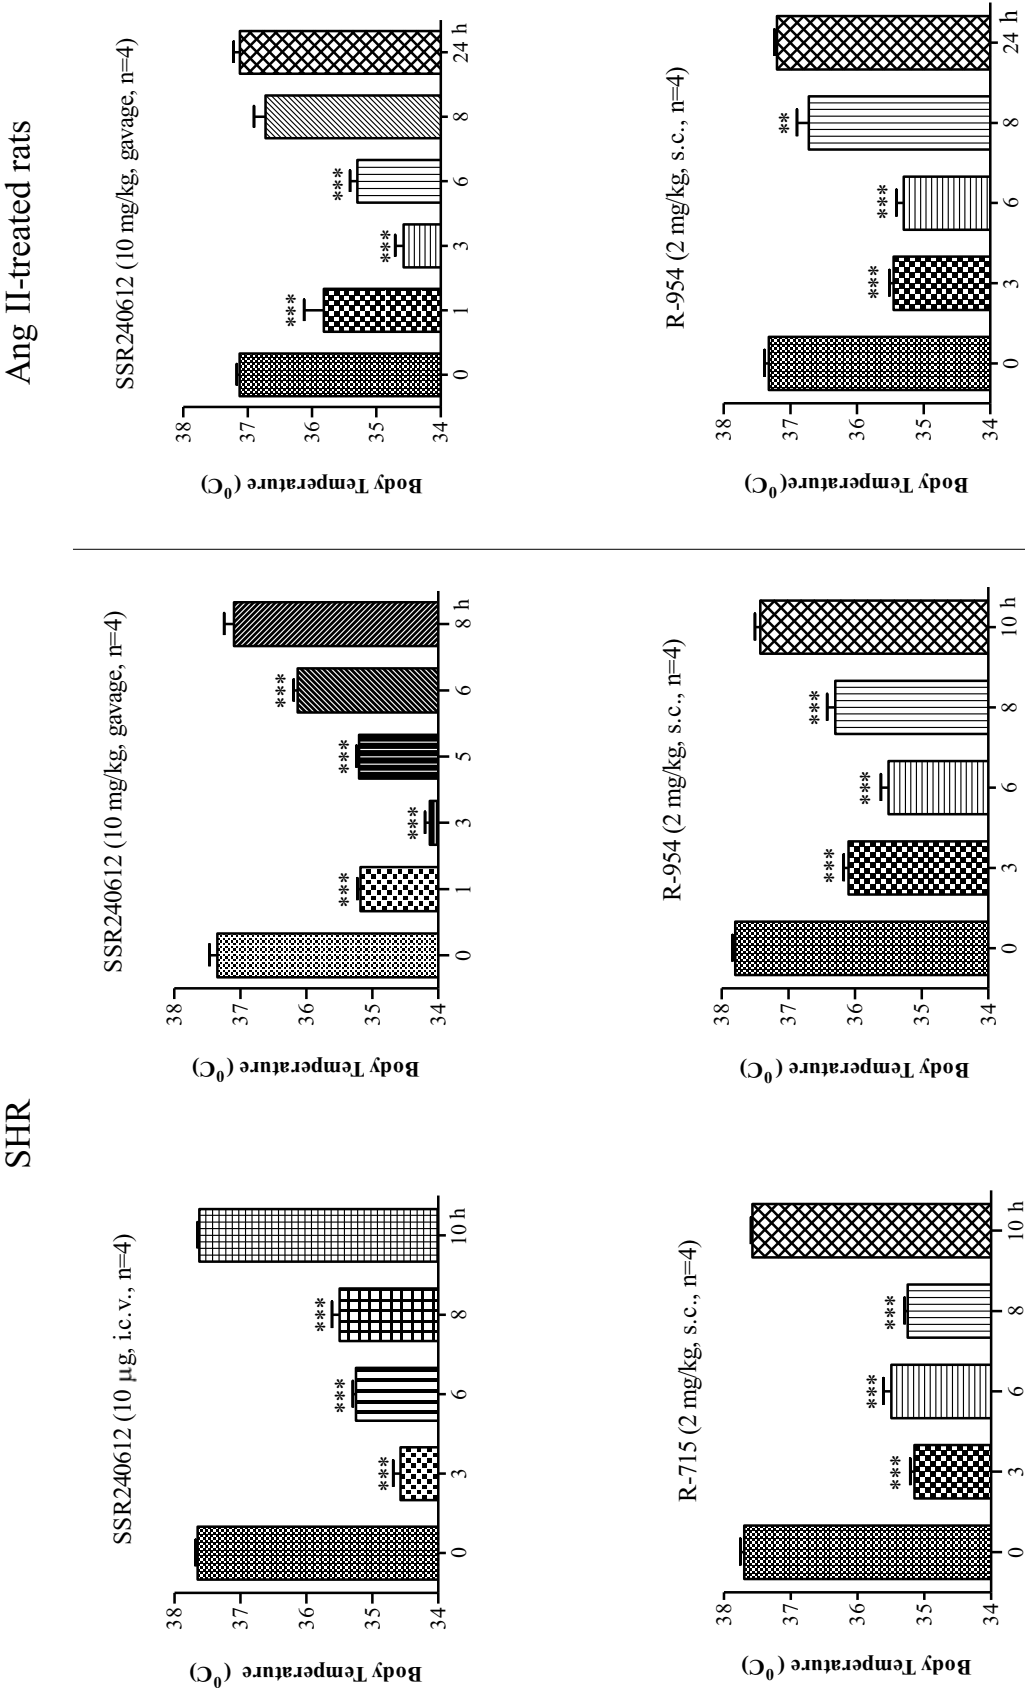 SHR
Ang II-treated rats
SSR240612 (10 µg, i.c.v., n=4)
Body Temperature (⁰C)
38
37
36
35
34
***
***
***
0 3 6 8 10 h
SSR240612 (10 mg/kg, gavage, n=4)
Body Temperature (⁰C)
38
37
36
35
34
***
***
***
***
0 1 3 5 6 8 h
SSR240612 (10 mg/kg, gavage, n=4)
Body Temperature (⁰C)
38
37
36
35
34
***
***
***
0 1 3 6 8 24 h
R-715 (2 mg/kg, s.c., n=4)
Body Temperature (⁰C)
38
37
36
35
34
***
***
***
0 3 6 8 10 h
R-954 (2 mg/kg, s.c., n=4)
Body Temperature (⁰C)
38
37
36
35
34
***
***
***
0 3 6 8 10 h
R-954 (2 mg/kg, s.c., n=4)
Body Temperature(⁰C)
38
37
36
35
34
***
***
**
0 3 6 8 24 h